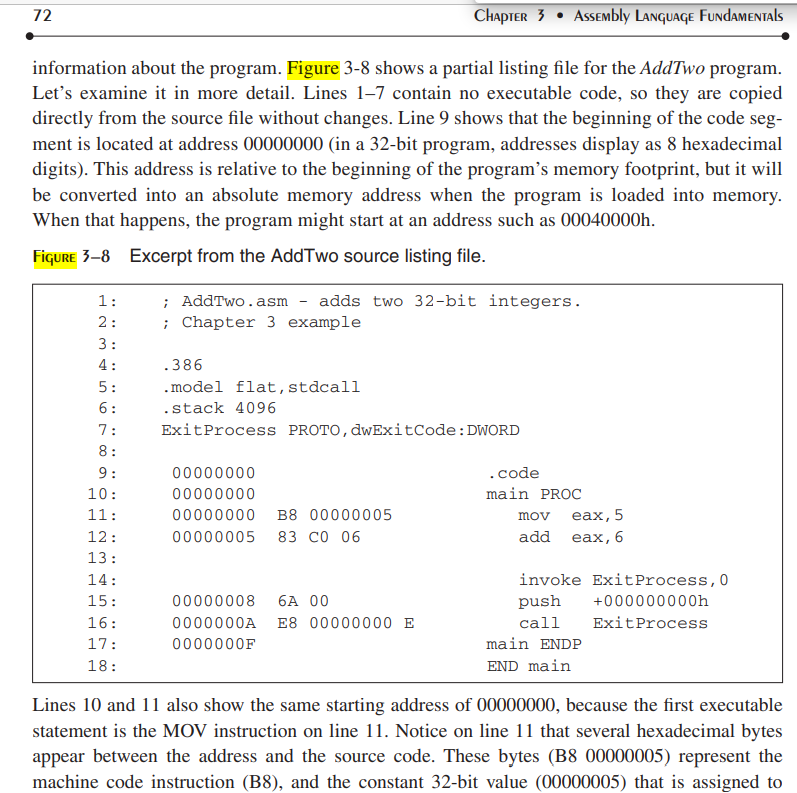 72 CHAPTER 3 • ASSEMBLY LANGUAGE FUNDAMENTALS
information about the program. Figure 3-8 shows a partial listing file for the AddTwo program.
Let’s examine it in more detail. Lines 1–7 contain no executable code, so they are copied
directly from the source file without changes. Line 9 shows that the beginning of the code seg-
ment is located at address 00000000 (in a 32-bit program, addresses display as 8 hexadecimal
digits). This address is relative to the beginning of the program’s memory footprint, but it will
be converted into an absolute memory address when the program is loaded into memory.
When that happens, the program might start at an address such as 00040000h.
FIGURE 3–8 Excerpt from the AddTwo source listing file.
1: ; AddTwo.asm - adds two 32-bit integers.
2: ; Chapter 3 example
3:
4: .386
5: .model flat,stdcall
6: .stack 4096
7: ExitProcess PROTO,dwExitCode:DWORD
8:
9: 00000000 .code
10: 00000000 main PROC
11: 00000000 B8 00000005 mov eax,5
12: 00000005 83 C0 06 add eax,6
13:
14: invoke ExitProcess,0
15: 00000008 6A 00 push +000000000h
16: 0000000A E8 00000000 E call ExitProcess
17: 0000000F main ENDP
18: END main
Lines 10 and 11 also show the same starting address of 00000000, because the first executable
statement is the MOV instruction on line 11. Notice on line 11 that several hexadecimal bytes
appear between the address and the source code. These bytes (B8 00000005) represent the
machine code instruction (B8), and the constant 32-bit value (00000005) that is assigned to